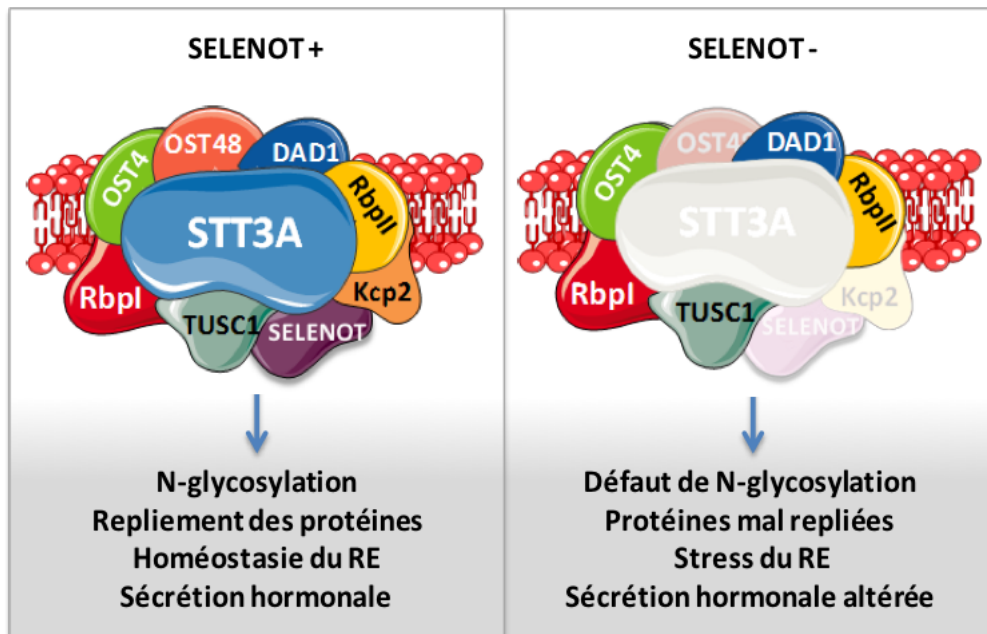 SELENOT +
OST4
OST48
DAD1
RbpII
STT3A
RbpI
Kcp2
TUSC1
SELENOT
N-glycosylation
Repliement des protéines
Homéostasie du RE
Sécrétion hormonale
SELENOT -
OST4
OST48
DAD1
RbpII
STT3A
RbpI
Kcp2
TUSC1
SELENOT
Défaut de N-glycosylation
Protéines mal repliées
Stress du RE
Sécrétion hormonale altérée